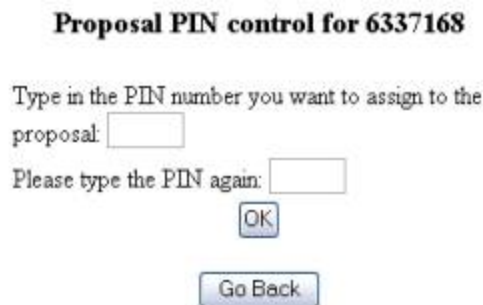 Proposal PIN control for 6337168
Type in the PIN number you want to assign to the
proposal:
Please type the PIN again:
OK
Go Back